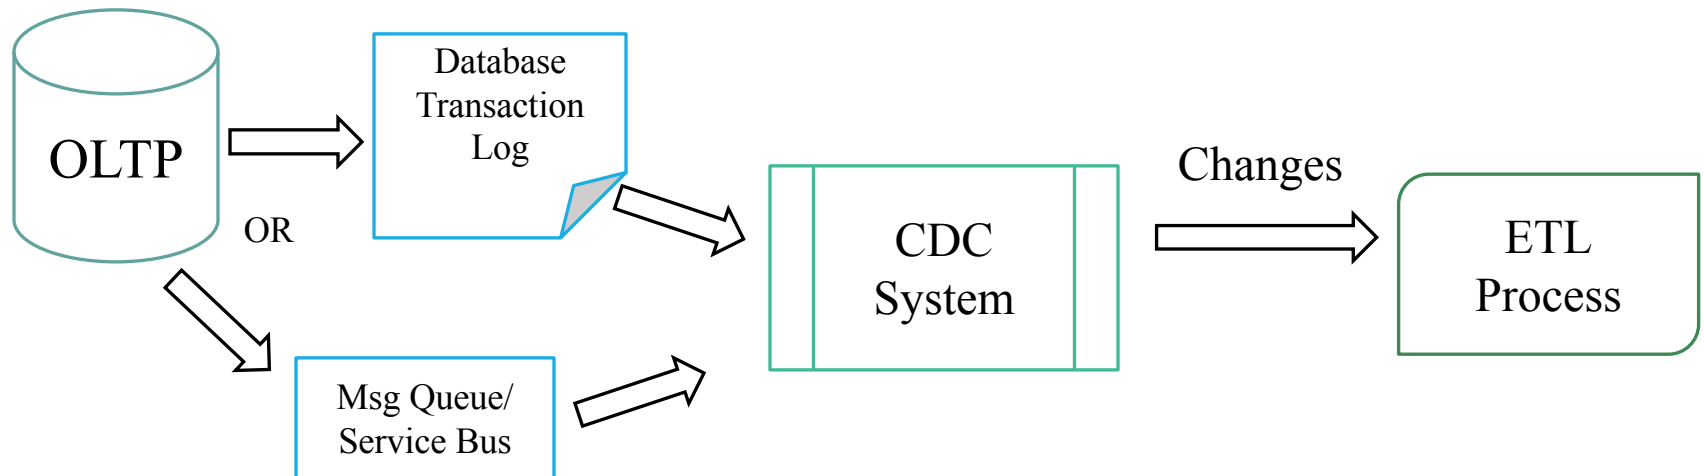 OLTP
OR
Database
Transaction
Log
Msg Queue/
Service Bus
CDC
System
Changes
ETL
Process